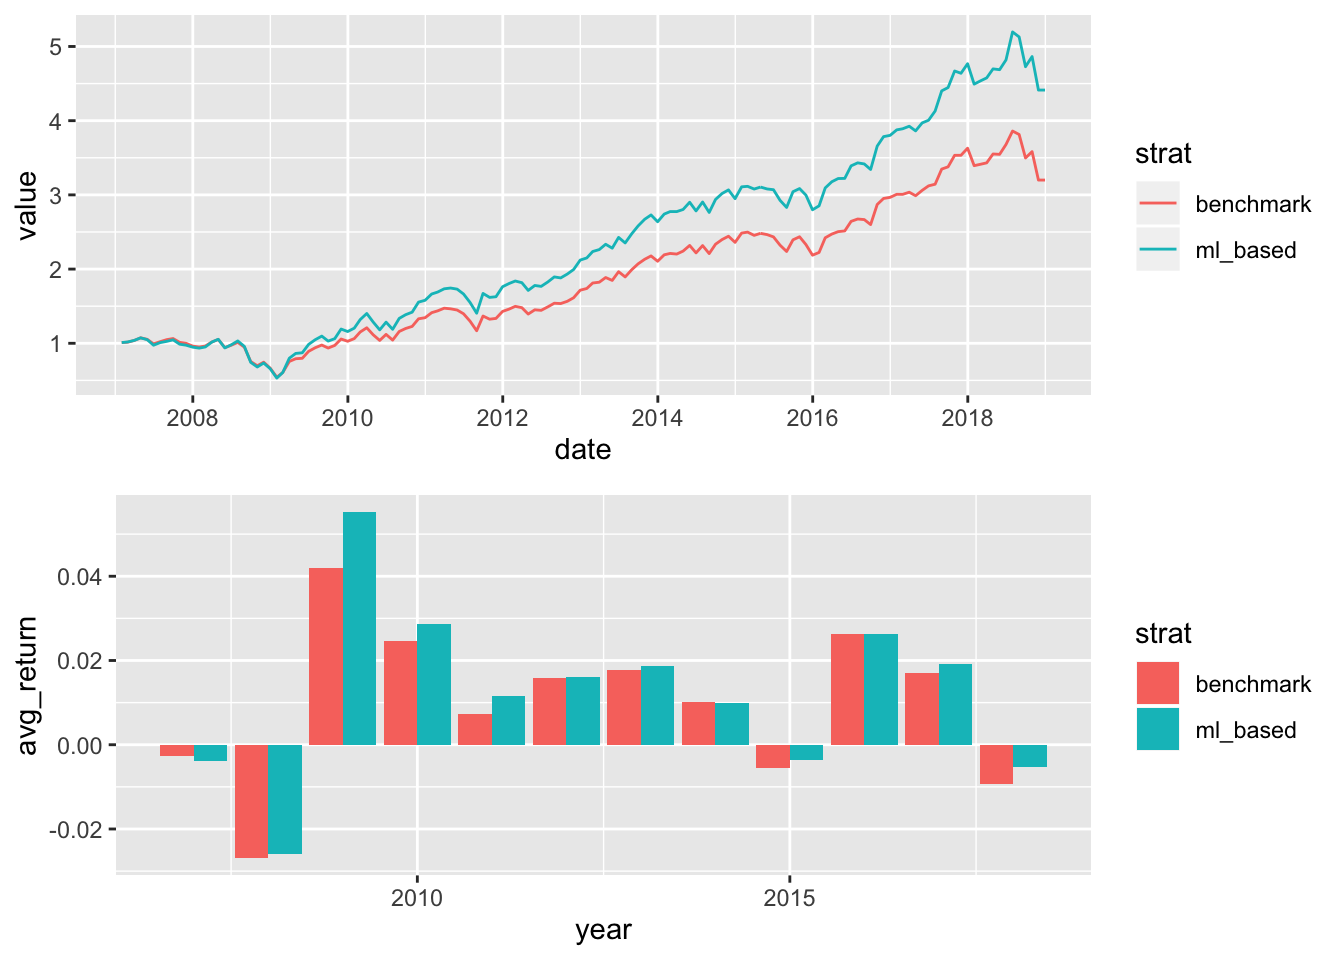 5
4
3
2
1
value
2008 2010 2012 2014 2016 2018
date
strat
benchmark
ml_based
0.04
0.02
0.00
-0.02
avg_return
2010 2015
year
strat
benchmark
ml_based